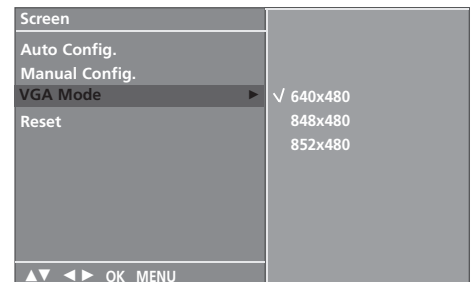 Screen
Auto Config.
Manual Config.
VGA Mode ►
Reset
√ 640x480
848x480
852x480
▲▼ ◄► OK MENU